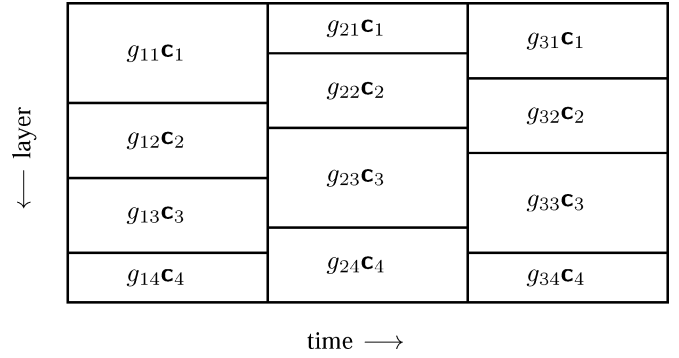 g₁₁c₁ g₂₁c₁ g₃₁c₁
g₁₂c₂ g₂₂c₂ g₃₂c₂
g₁₃c₃ g₂₃c₃ g₃₃c₃
g₁₄c₄ g₂₄c₄ g₃₄c₄
← layer
time →